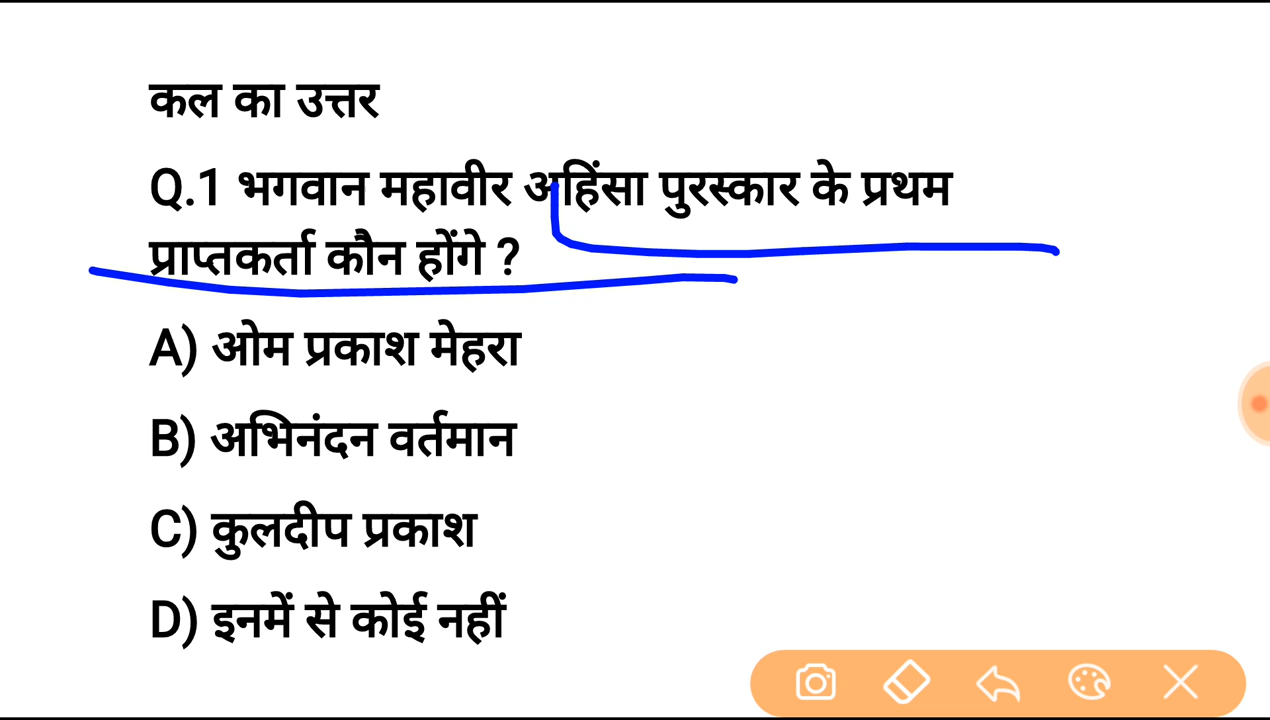 कल का उत्तर
Q.1 भगवान महावीर अहिंसा पुरस्कार के प्रथम
प्राप्तकर्ता कौन होंगे ?
A) ओम प्रकाश मेहरा
B) अभिनंदन वर्तमान
C) कुलदीप प्रकाश
D) इनमें से कोई नहीं